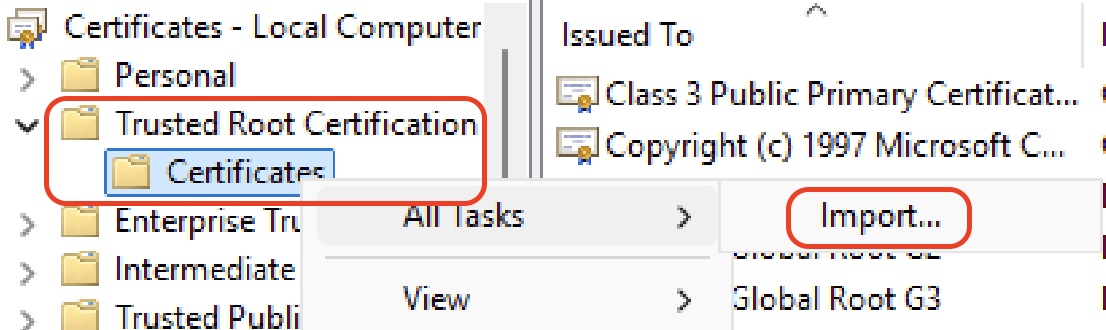 Certificates - Local Computer
Personal
Trusted Root Certification
Certificates
Enterprise Tru
Intermediate
Trusted Publi
Issued To
Class 3 Public Primary Certificat...
Copyright (c) 1997 Microsoft C...
All Tasks
Import...
View
Global Root G2
Global Root G3